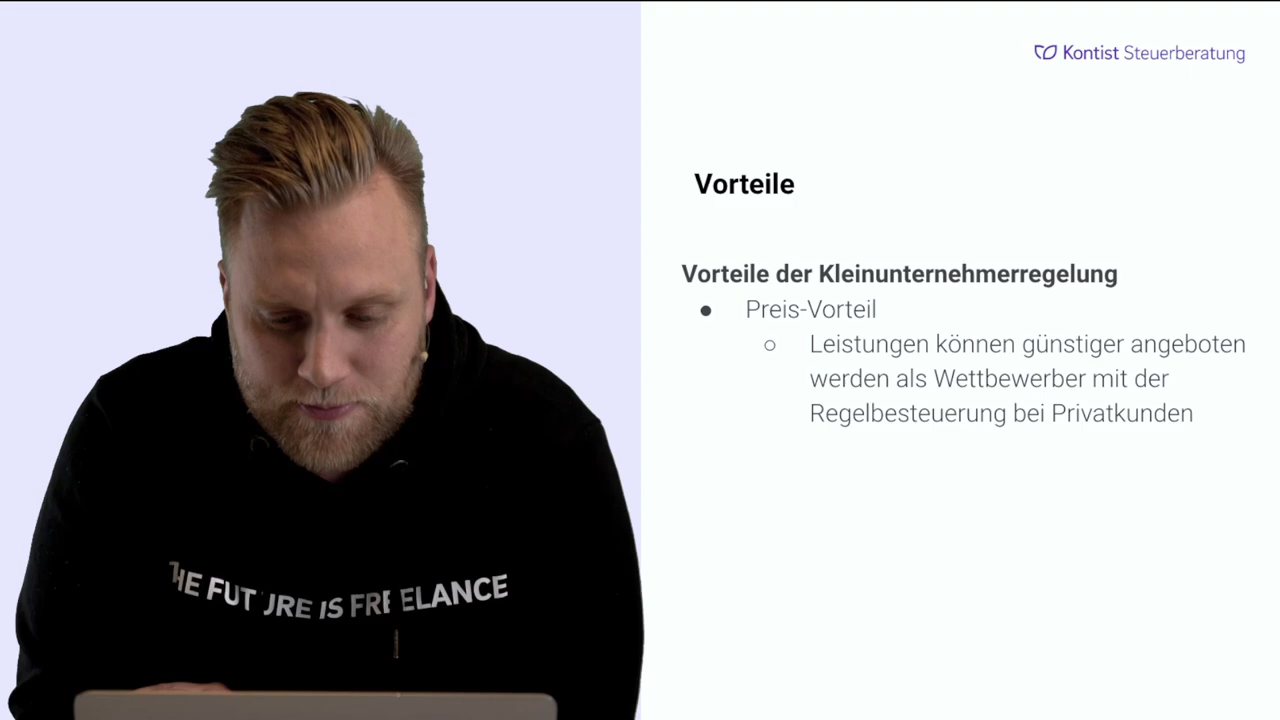 Kontist Steuerberatung
Vorteile
Vorteile der Kleinunternehmerregelung
● Preis-Vorteil
○ Leistungen können günstiger angeboten
werden als Wettbewerber mit der
Regelbesteuerung bei Privatkunden
THE FUTURE IS FREELANCE